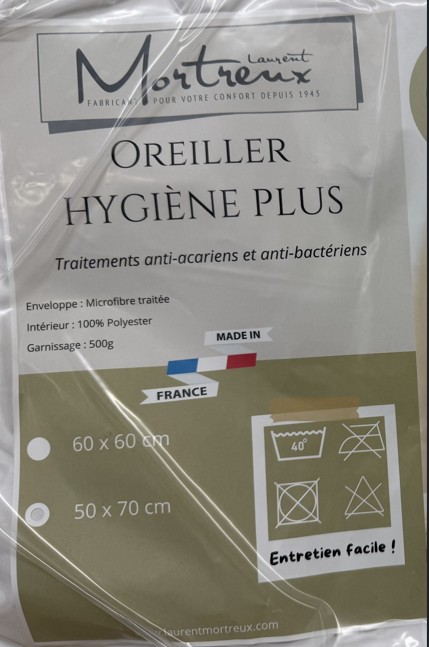 Laurent
Mortreux
FABRICANT POUR VOTRE CONFORT DEPUIS 1945
OREILLER
HYGIÈNE PLUS
Traitements anti-acariens et anti-bactériens
Enveloppe : Microfibre traitée
Intérieur : 100% Polyester
Garnissage : 500g
MADE IN
FRANCE
60 x 60 cm
50 x 70 cm
40°
Entretien facile !
laurentmortreux.com